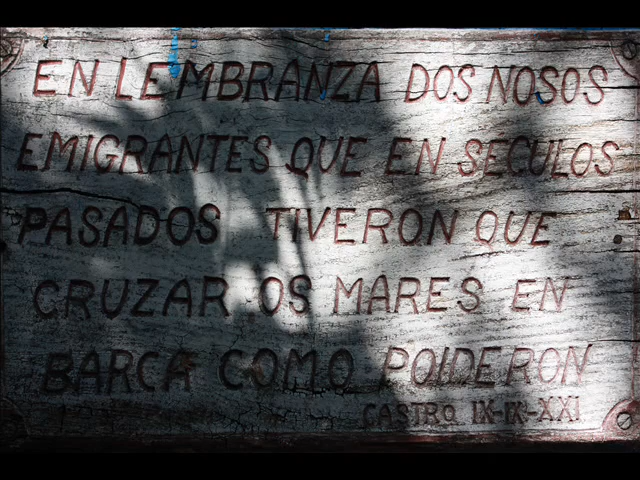 EN LEMBRANZA DOS NOSOS
EMIGRANTES QUE EN SECULOS
PASADOS TIVERON QUE
CRUZAR OS MARES EN
BARCA COMO POIDERON
CASTRO IX-IX-XXI